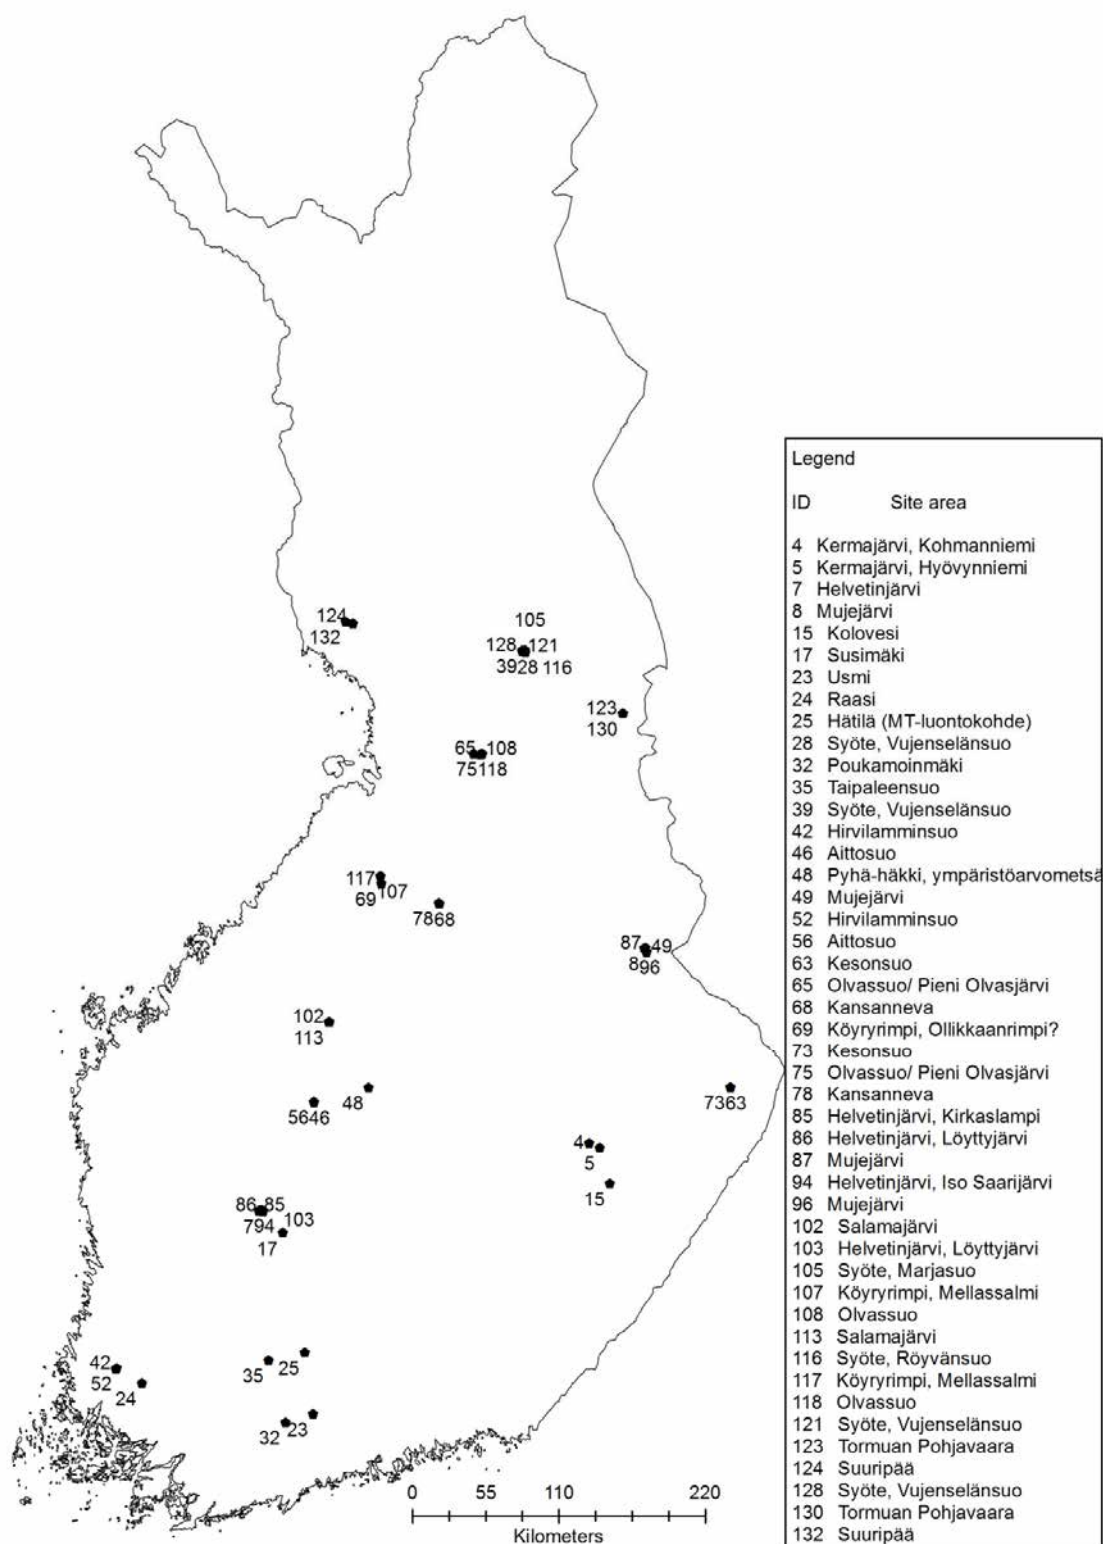 105
124
132
128 121
3928 116
123
130
65 108
75118
117
107
69
7868
87 49
896
102
113
48
5646
7363
4
5
15
86 85
794 103
17
42
52
24
35 25
23
32
0 55 110 220
Kilometers
Legend
ID Site area
4 Kermajärvi, Kohmanniemi
5 Kermajärvi, Hyövynniemi
7 Helvetinjärvi
8 Mujejärvi
15 Kolovesi
17 Susimäki
23 Usmi
24 Raasi
25 Hätilä (MT-luontokohde)
28 Syöte, Vujenselänsuo
32 Poukamoinmäki
35 Taipaleensuo
39 Syöte, Vujenselänsuo
42 Hirvilamminsuo
46 Aittosuo
48 Pyhä-häkki, ympäristöarvometsä
49 Mujejärvi
52 Hirvilamminsuo
56 Aittosuo
63 Kesonsuo
65 Olvassuo/ Pieni Olvasjärvi
68 Kansanneva
69 Köyryrimpi, Ollikkaanrimpi?
73 Kesonsuo
75 Olvassuo/ Pieni Olvasjärvi
78 Kansanneva
85 Helvetinjärvi, Kirkaslampi
86 Helvetinjärvi, Löyttyjärvi
87 Mujejärvi
94 Helvetinjärvi, Iso Saarijärvi
96 Mujejärvi
102 Salamajärvi
103 Helvetinjärvi, Löyttyjärvi
105 Syöte, Marjasuo
107 Köyryrimpi, Mellassalmi
108 Olvassuo
113 Salamajärvi
116 Syöte, Röyvänsuo
117 Köyryrimpi, Mellassalmi
118 Olvassuo
121 Syöte, Vujenselänsuo
123 Tormuan Pohjavaara
124 Suuripää
128 Syöte, Vujenselänsuo
130 Tormuan Pohjavaara
132 Suuripää